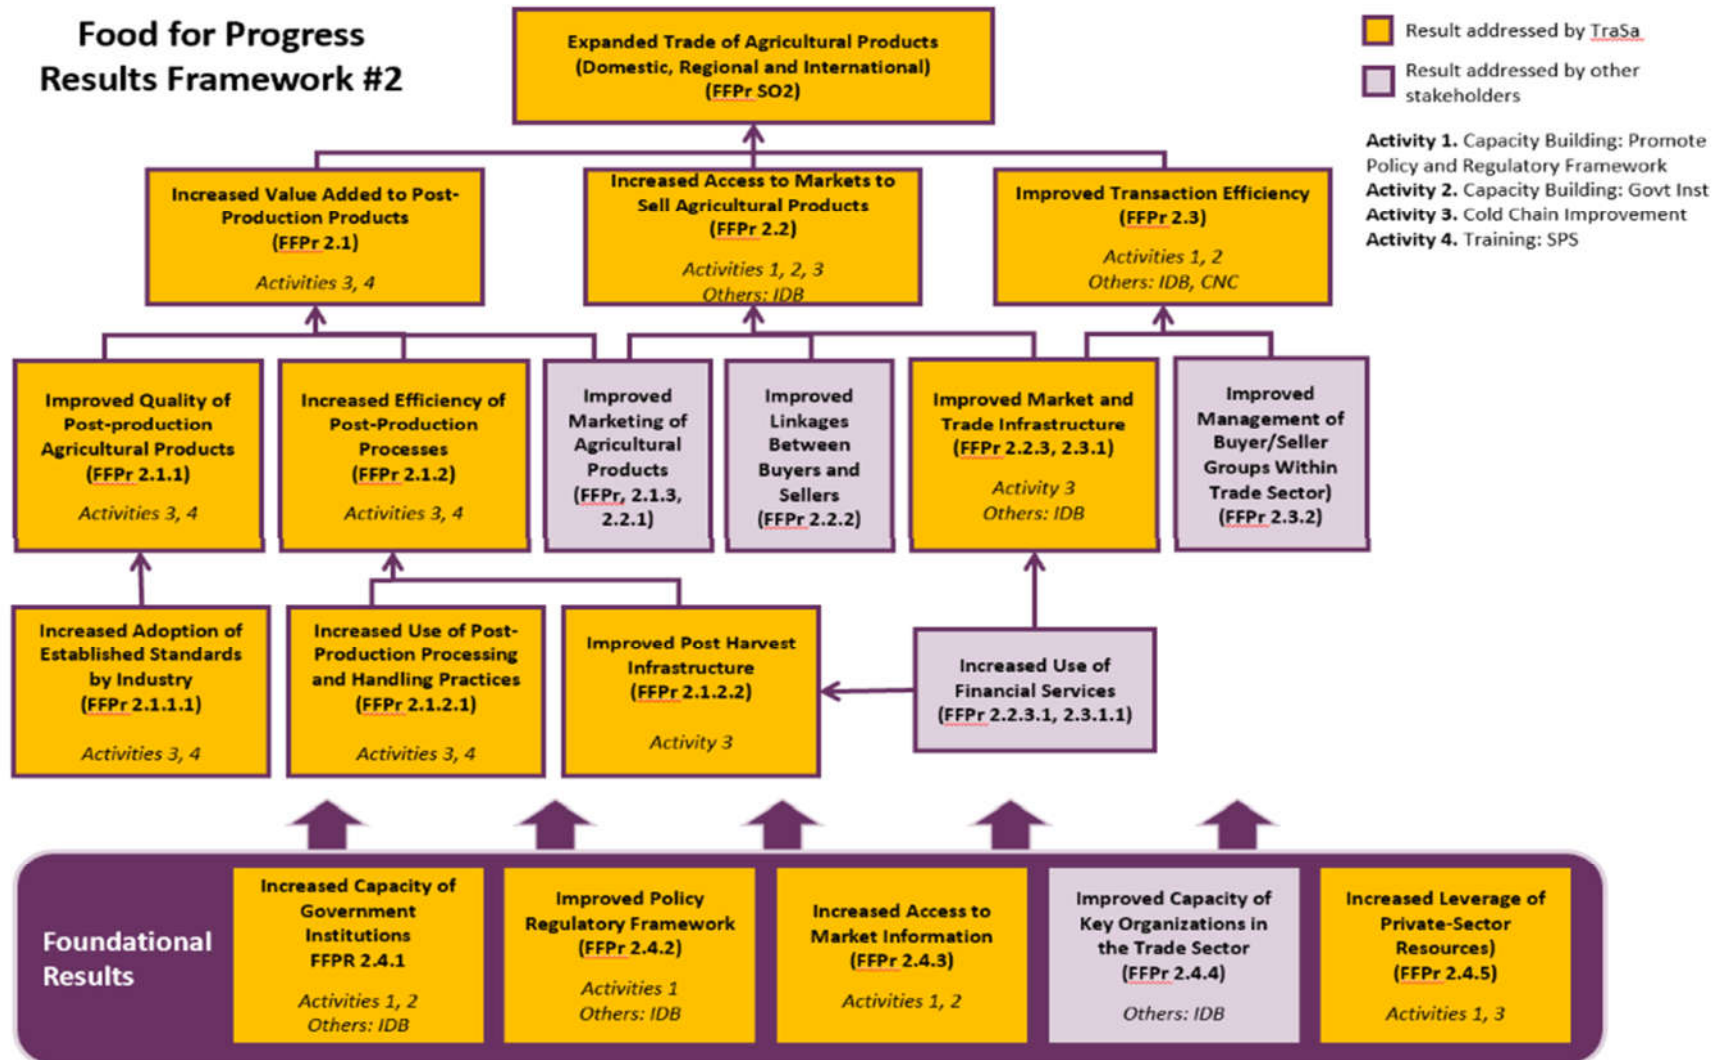 Food for Progress
Results Framework #2
Expanded Trade of Agricultural Products
(Domestic, Regional and International)
(FFPr SO2)
Result addressed by TraSa
Result addressed by other
stakeholders
Activity 1. Capacity Building: Promote
Policy and Regulatory Framework
Activity 2. Capacity Building: Govt Inst
Activity 3. Cold Chain Improvement
Activity 4. Training: SPS
Increased Value Added to Post-
Production Products
(FFPr 2.1)
Activities 3, 4
Increased Access to Markets to
Sell Agricultural Products
(FFPr 2.2)
Activities 1, 2, 3
Others: IDB
Improved Transaction Efficiency
(FFPr 2.3)
Activities 1, 2
Others: IDB, CNC
Improved Quality of
Post-production
Agricultural Products
(FFPr 2.1.1)
Activities 3, 4
Increased Efficiency of
Post-Production
Processes
(FFPr 2.1.2)
Activities 3, 4
Improved
Marketing of
Agricultural
Products
(FFPr, 2.1.3,
2.2.1)
Improved
Linkages
Between
Buyers and
Sellers
(FFPr 2.2.2)
Improved Market and
Trade Infrastructure
(FFPr 2.2.3, 2.3.1)
Activity 3
Others: IDB
Improved
Management of
Buyer/Seller
Groups Within
Trade Sector)
(FFPr 2.3.2)
Increased Adoption of
Established Standards
by Industry
(FFPr 2.1.1.1)
Activities 3, 4
Increased Use of Post-
Production Processing
and Handling Practices
(FFPr 2.1.2.1)
Activities 3, 4
Improved Post Harvest
Infrastructure
(FFPr 2.1.2.2)
Activity 3
Increased Use of
Financial Services
(FFPr 2.2.3.1, 2.3.1.1)
Foundational
Results
Increased Capacity of
Government
Institutions
FFPR 2.4.1
Activities 1, 2
Others: IDB
Improved Policy
Regulatory Framework
(FFPr 2.4.2)
Activities 1
Others: IDB
Increased Access to
Market Information
(FFPr 2.4.3)
Activities 1, 2
Improved Capacity of
Key Organizations in
the Trade Sector
(FFPr 2.4.4)
Others: IDB
Increased Leverage of
Private-Sector
Resources)
(FFPr 2.4.5)
Activities 1, 3